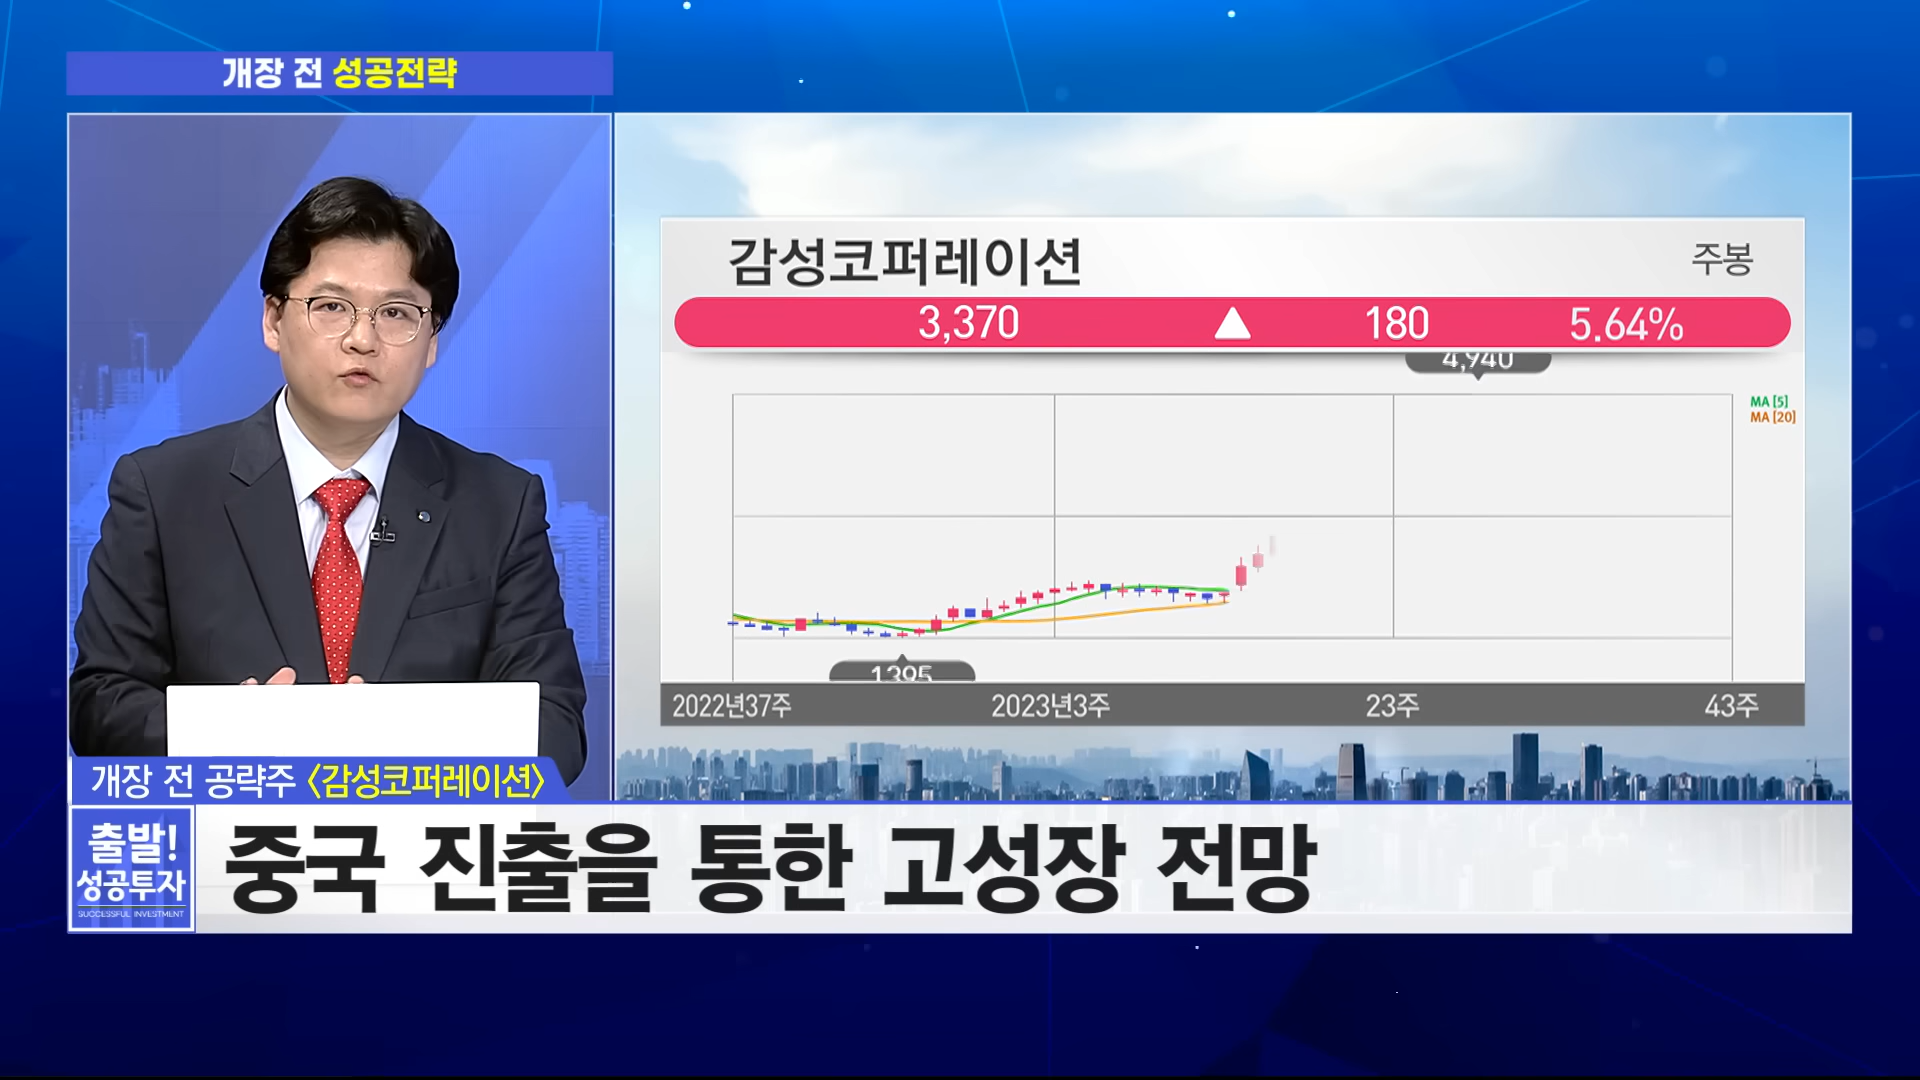 개장 전 성공전략
감성코퍼레이션
주봉
3,370 ▲ 180 5.64%
4,940
MA [5]
MA [20]
1395
2022년37주 2023년3주 23주 43주
개장 전 공략주 <감성코퍼레이션>
출발!
성공투자
SUCCESSFUL INVESTMENT
중국 진출을 통한 고성장 전망